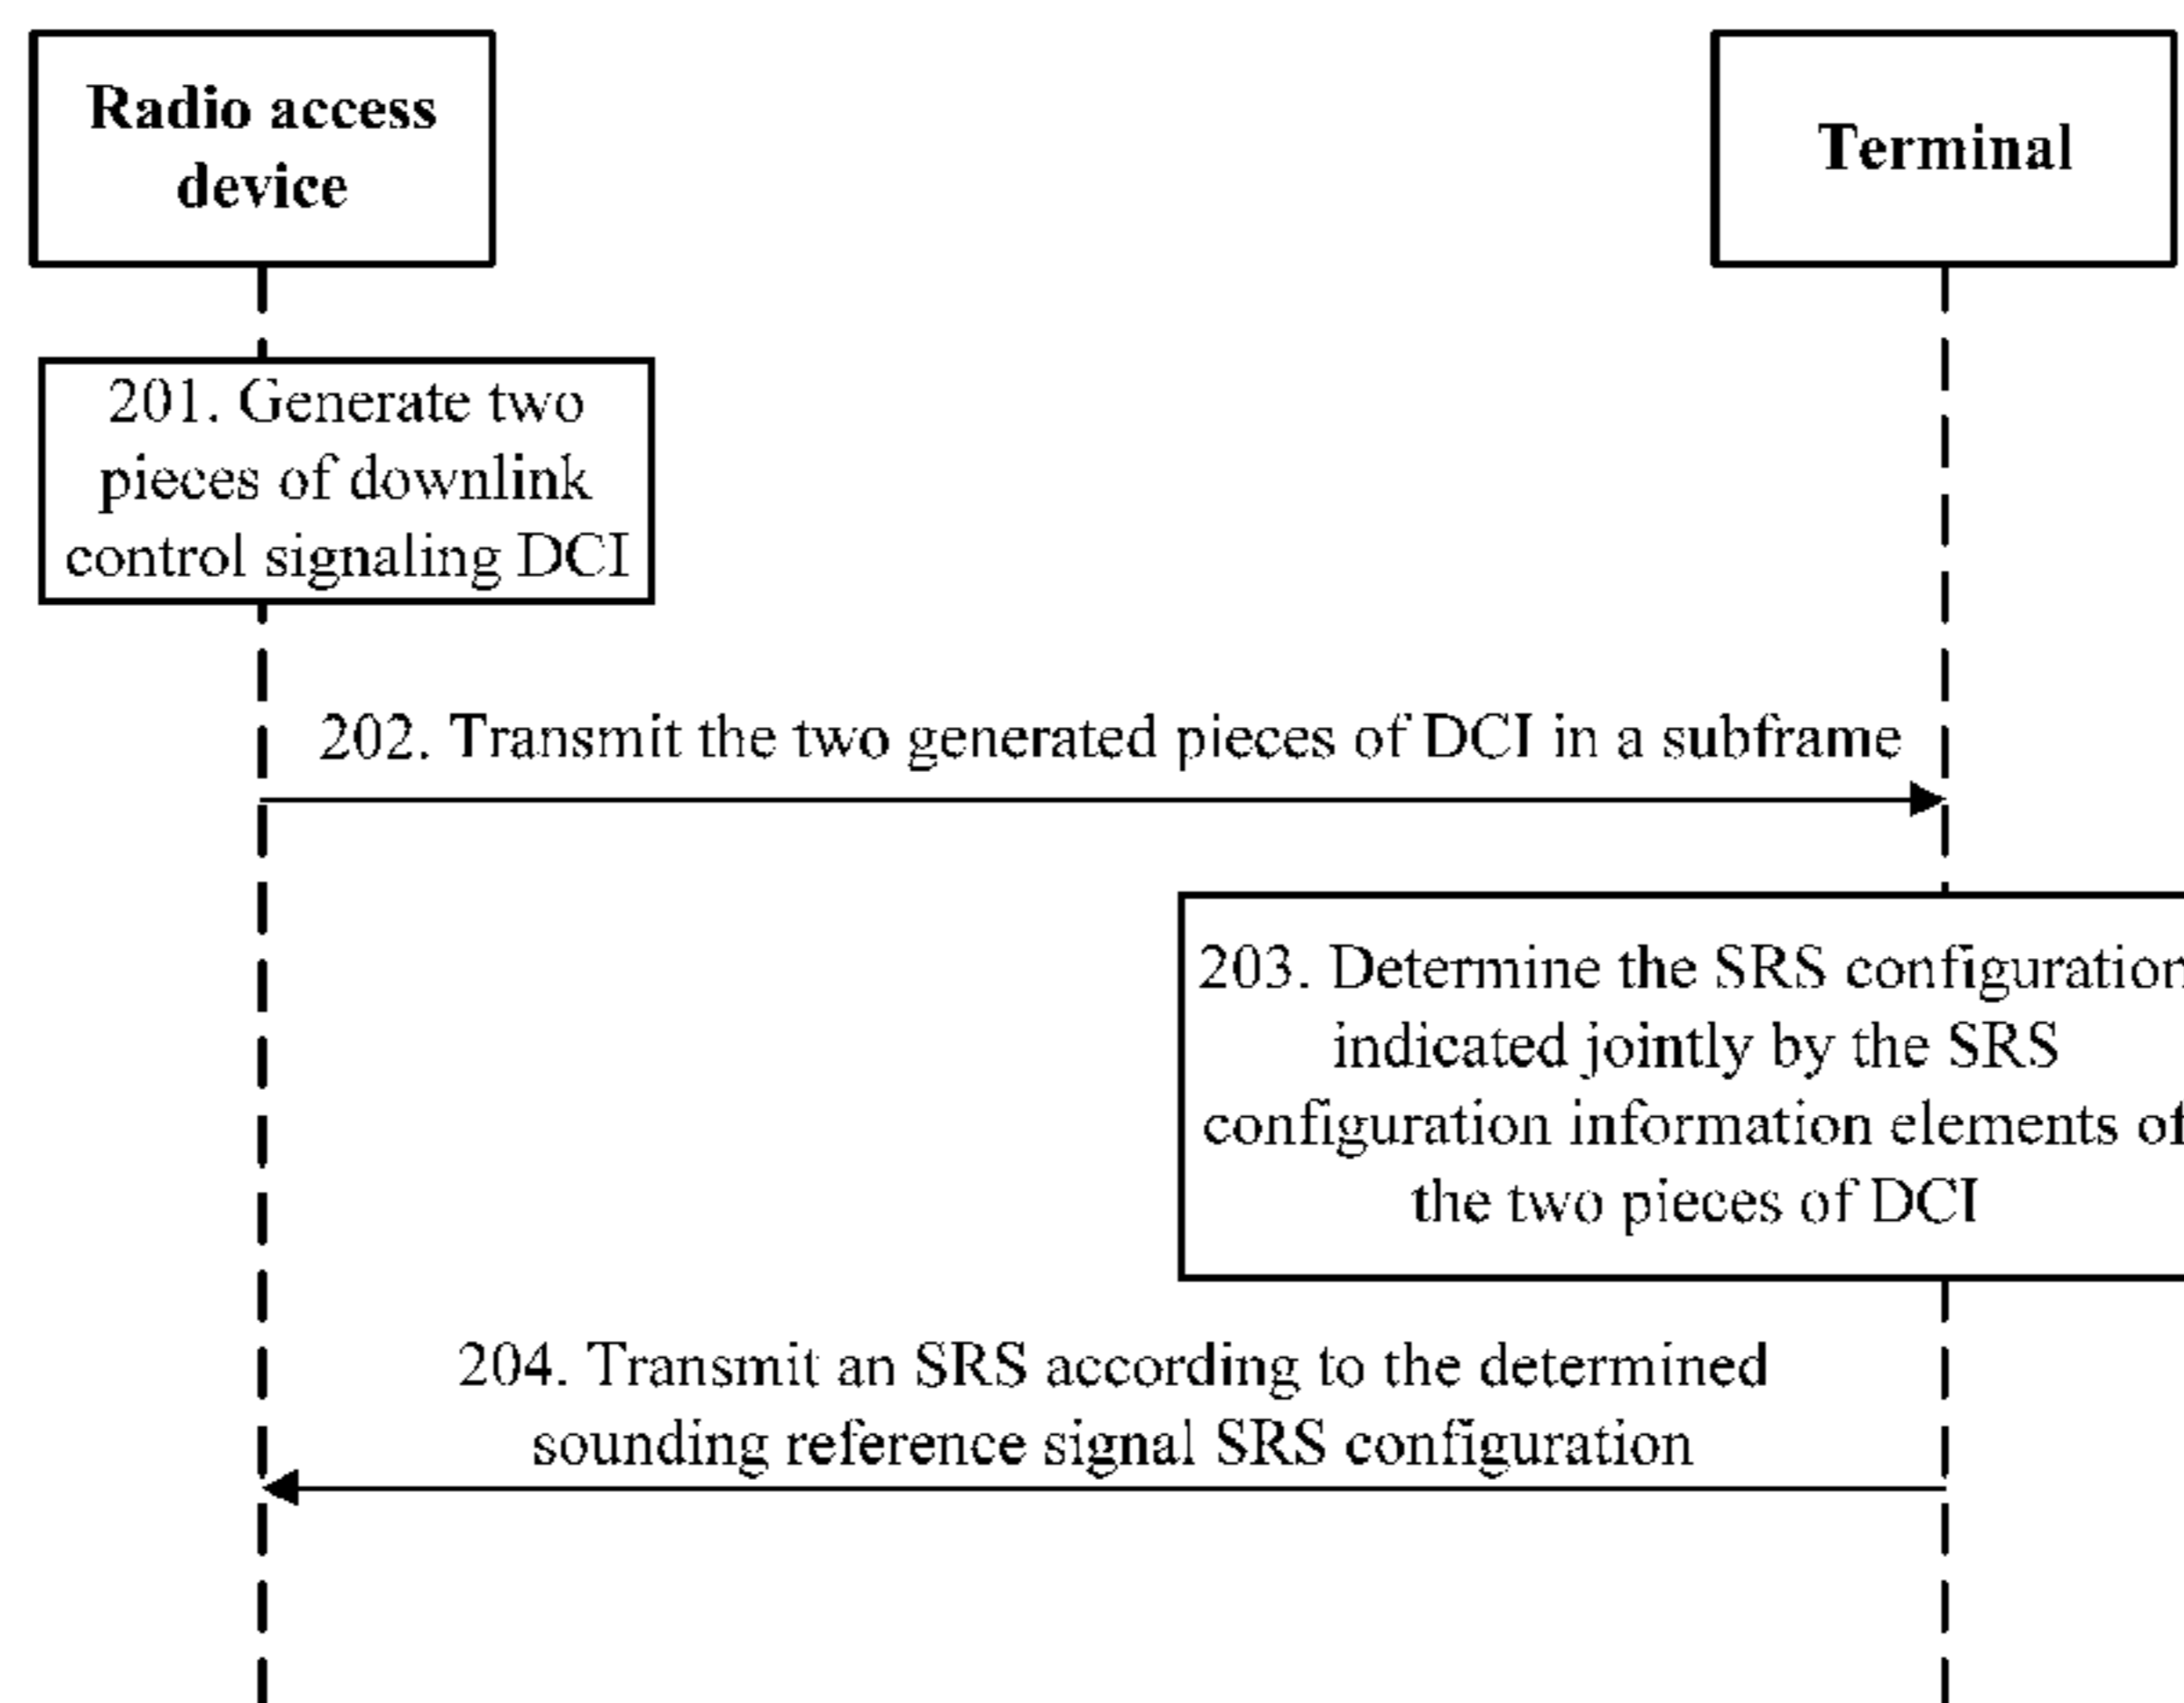 Radio access
device
Terminal
201. Generate two
pieces of downlink
control signaling DCI
202. Transmit the two generated pieces of DCI in a subframe
203. Determine the SRS configuration
indicated jointly by the SRS
configuration information elements of
the two pieces of DCI
204. Transmit an SRS according to the determined
sounding reference signal SRS configuration